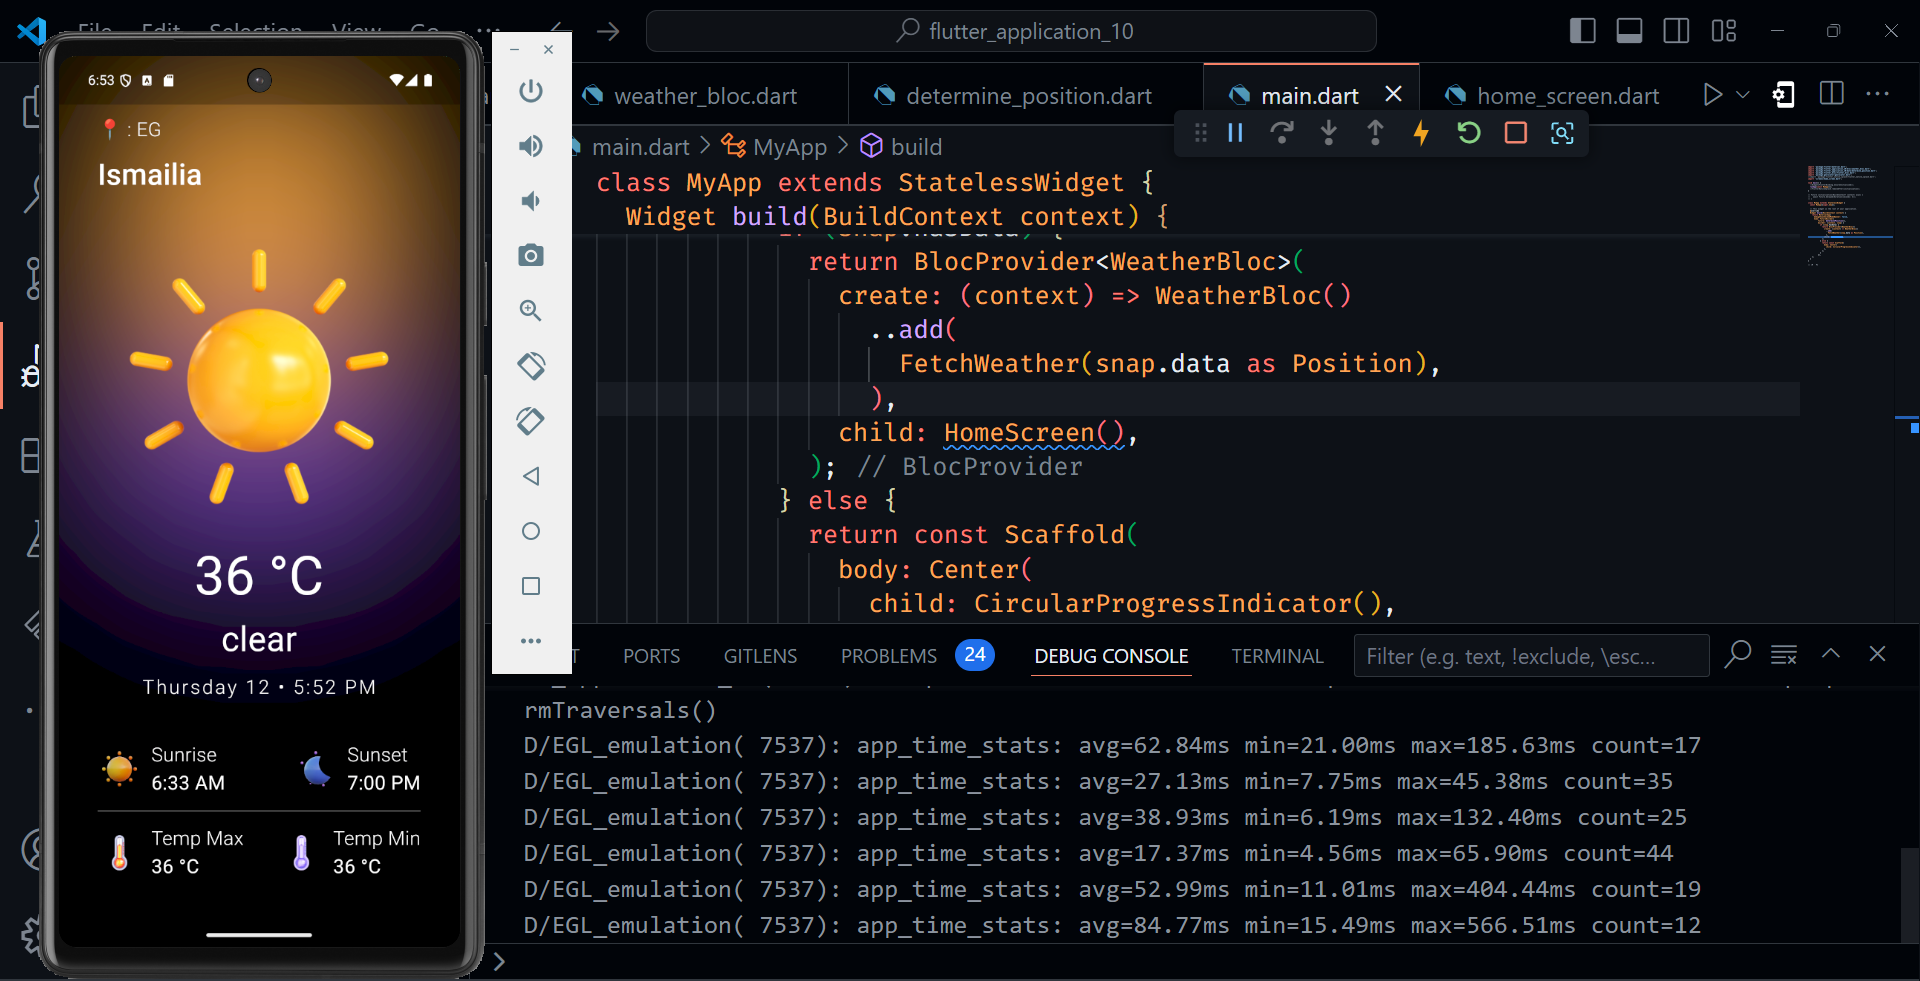 File Edit Selection View Go
flutter_application_10
6:53
: EG
Ismailia
36 °C
clear
Thursday 12 • 5:52 PM
Sunrise
6:33 AM
Sunset
7:00 PM
Temp Max
36 °C
Temp Min
36 °C
weather_bloc.dart
determine_position.dart
main.dart
home_screen.dart
main.dart > MyApp > build
class MyApp extends StatelessWidget {
Widget build(BuildContext context) {
return BlocProvider<WeatherBloc>(
create: (context) => WeatherBloc()
..add(
FetchWeather(snap.data as Position),
),
child: HomeScreen(),
); // BlocProvider
} else {
return const Scaffold(
body: Center(
child: CircularProgressIndicator(),
PORTS
GITLENS
PROBLEMS 24
DEBUG CONSOLE
TERMINAL
Filter (e.g. text, !exclude, \esc...
rmTraversals()
D/EGL_emulation( 7537): app_time_stats: avg=62.84ms min=21.00ms max=185.63ms count=17
D/EGL_emulation( 7537): app_time_stats: avg=27.13ms min=7.75ms max=45.38ms count=35
D/EGL_emulation( 7537): app_time_stats: avg=38.93ms min=6.19ms max=132.40ms count=25
D/EGL_emulation( 7537): app_time_stats: avg=17.37ms min=4.56ms max=65.90ms count=44
D/EGL_emulation( 7537): app_time_stats: avg=52.99ms min=11.01ms max=404.44ms count=19
D/EGL_emulation( 7537): app_time_stats: avg=84.77ms min=15.49ms max=566.51ms count=12